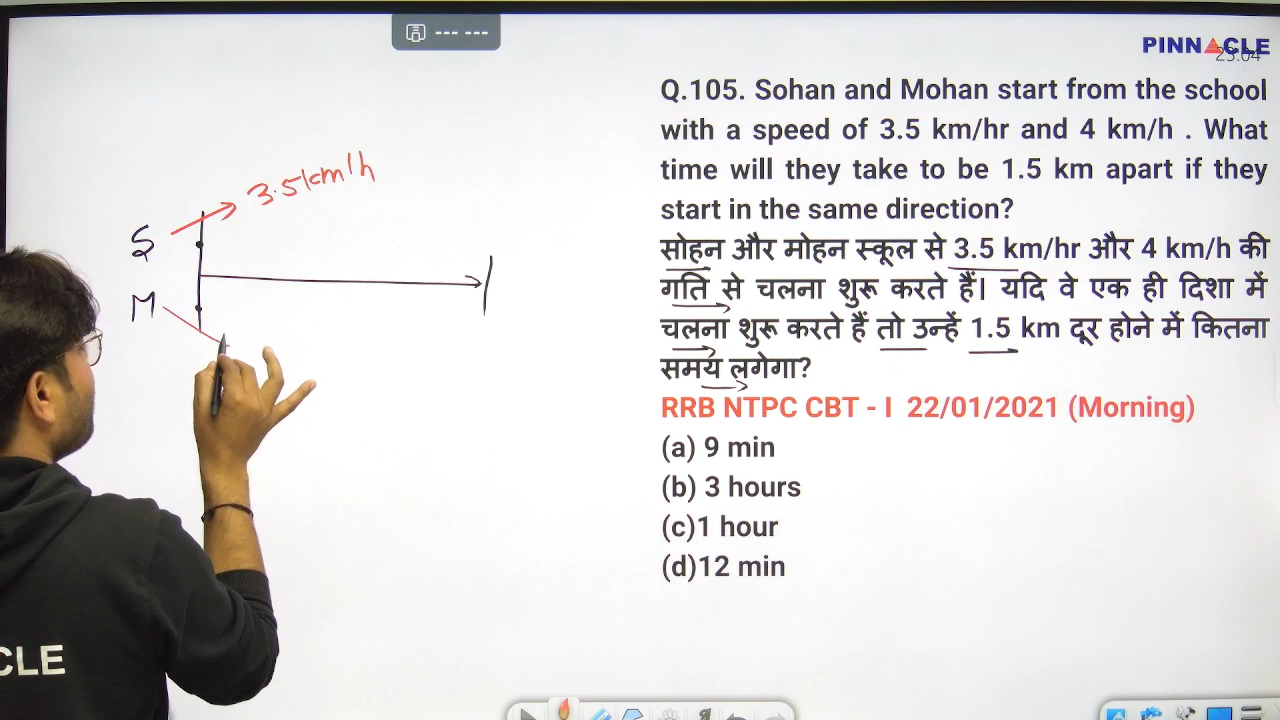 PINNACLE
23:04
Q.105. Sohan and Mohan start from the school
with a speed of 3.5 km/hr and 4 km/h . What
time will they take to be 1.5 km apart if they
start in the same direction?
सोहन और मोहन स्कूल से 3.5 km/hr और 4 km/h की
गति से चलना शुरू करते हैं। यदि वे एक ही दिशा में
चलना शुरू करते हैं तो उन्हें 1.5 km दूर होने में कितना
समय लगेगा?
RRB NTPC CBT - I 22/01/2021 (Morning)
(a) 9 min
(b) 3 hours
(c)1 hour
(d)12 min
3.5km/h
S
M
CLE